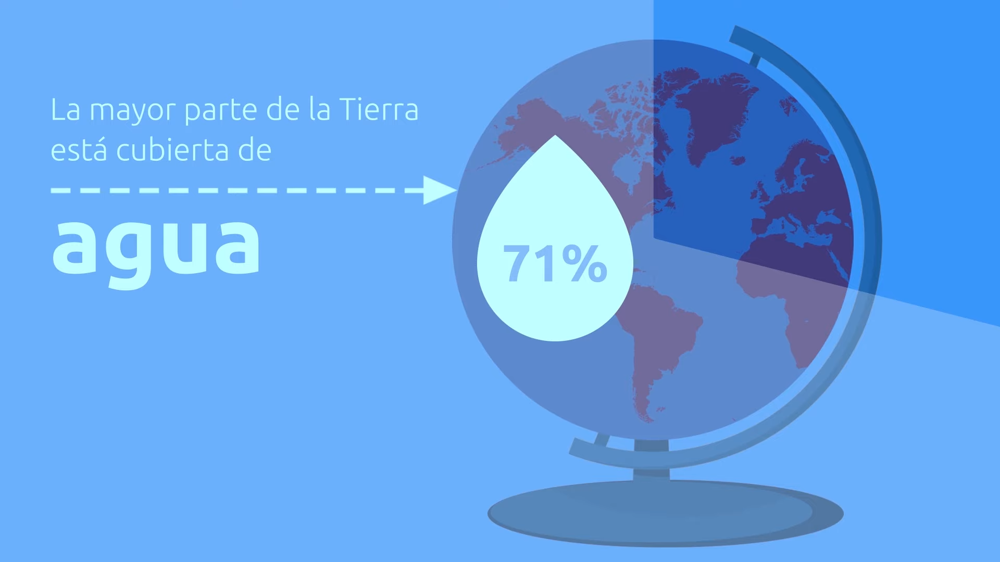 La mayor parte de la Tierra
está cubierta de
agua
71%